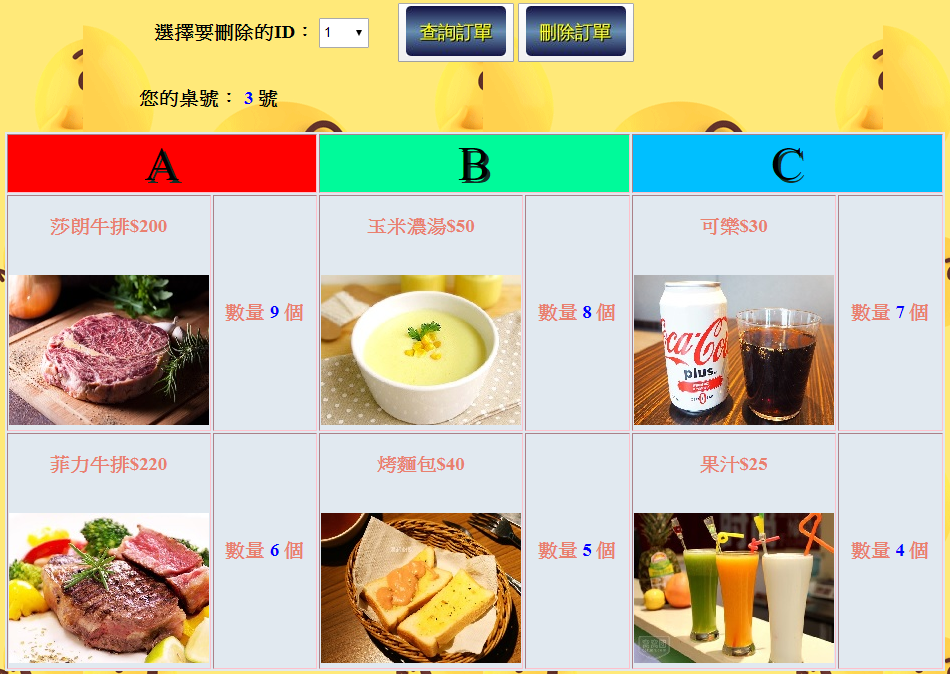 選擇要刪除的ID： 1 查詢訂單 刪除訂單
您的桌號： 3 號
A B C
莎朗牛排$200
數量 9 個
玉米濃湯$50
數量 8 個
可樂$30
Coca-Cola
plus
數量 7 個
菲力牛排$220
數量 6 個
烤麵包$40
數量 5 個
果汁$25
數量 4 個